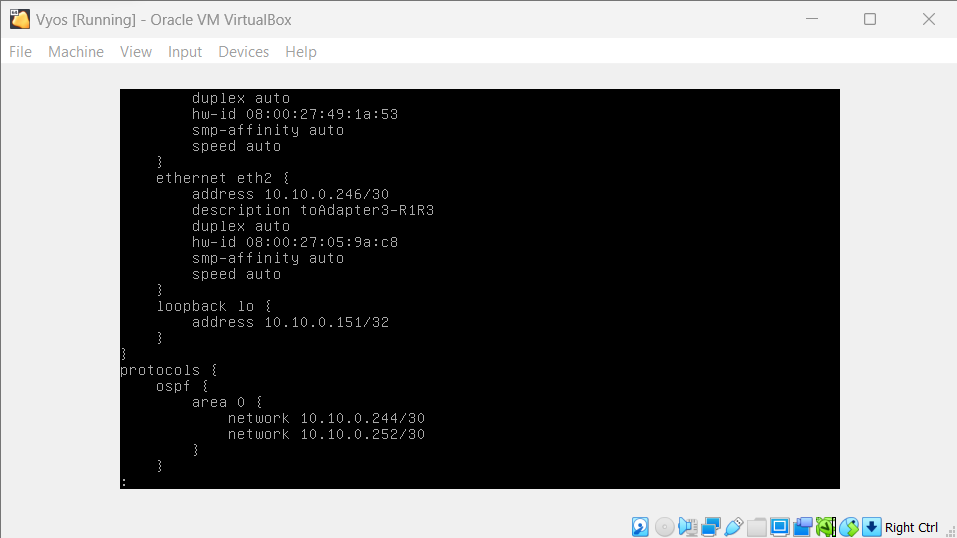 Vyos [Running] - Oracle VM VirtualBox
File Machine View Input Devices Help
duplex auto
hw-id 08:00:27:49:1a:53
smp-affinity auto
speed auto
}
ethernet eth2 {
address 10.10.0.246/30
description toAdapter3-R1R3
duplex auto
hw-id 08:00:27:05:9a:c8
smp-affinity auto
speed auto
}
loopback lo {
address 10.10.0.151/32
}
}
protocols {
ospf {
area 0 {
network 10.10.0.244/30
network 10.10.0.252/30
}
}
:
Right Ctrl